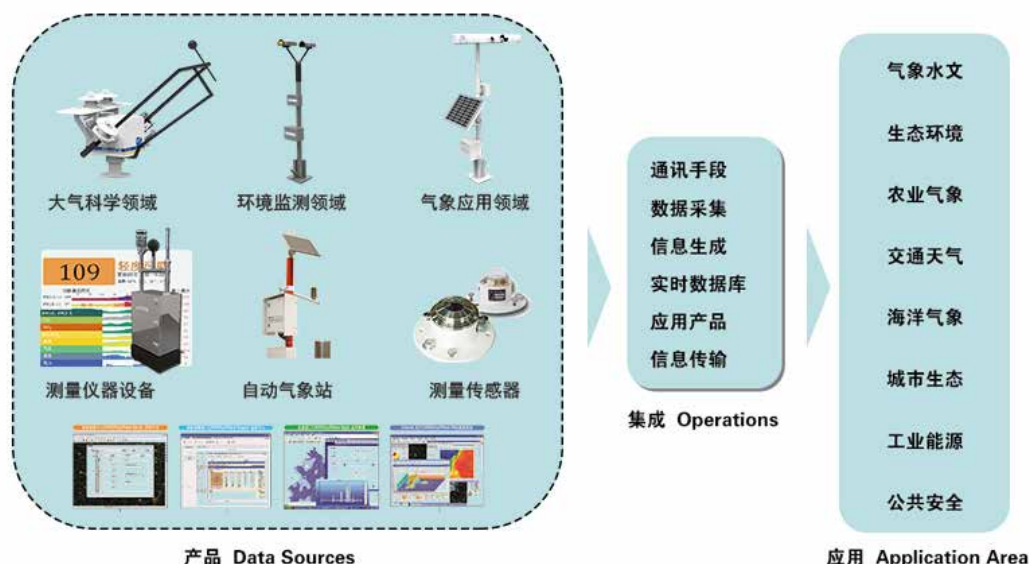 大气科学领域
环境监测领域
气象应用领域
109
测量仪器设备
自动气象站
测量传感器
产品 Data Sources
通讯手段
数据采集
信息生成
实时数据库
应用产品
信息传输
集成 Operations
气象水文
生态环境
农业气象
交通天气
海洋气象
城市生态
工业能源
公共安全
应用 Application Area